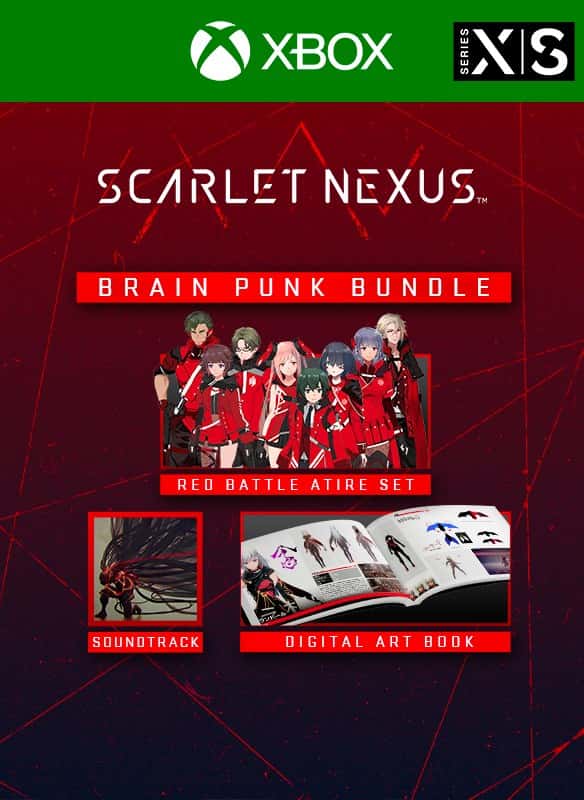 XBOX
SERIES
X|S
SCARLET NEXUS™
BRAIN PUNK BUNDLE
RED BATTLE ATIRE SET
SOUNDTRACK
DIGITAL ART BOOK